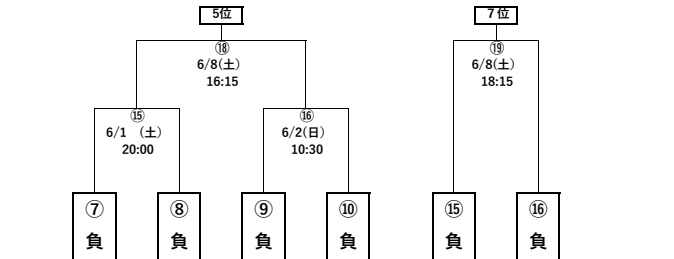 5位
７位
⑱
6/8(土)
16:15
⑲
6/8(土)
18:15
⑮
6/1　(土)
20:00
⑯
6/2(日)
10:30
⑦
負
⑧
負
⑨
負
⑩
負
⑮
負
⑯
負